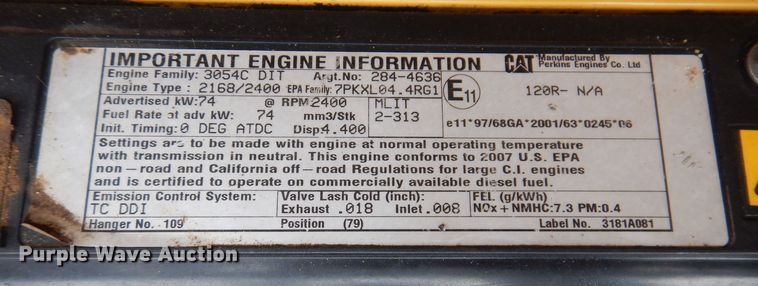 IMPORTANT ENGINE INFORMATION CAT Manufactured By Perkins Engines Co. Ltd
Engine Family: 3054C DIT Argt.No: 284-4636
Engine Type : 2168/2400 EPA Family: 7PKXL04.4RG1 E11 120R- N/A
Advertised kW:74 @ RPM2400 MLIT
Fuel Rate at adv kW: 74 mm3/Stk 2-313 e11*97/68GA*2001/63*0245*06
Init. Timing:0 DEG ATDC Disp4.400
Settings are to be made with engine at normal operating temperature
with transmission in neutral. This engine conforms to 2007 U.S. EPA
non-road and California off-road Regulations for large C.I. engines
and is certified to operate on commercially available diesel fuel.
Emission Control System: Valve Lash Cold (inch): FEL (g/kWh)
TC DDI Exhaust .018 Inlet .008 NOx+NMHC:7.3 PM:0.4
Hanger No. -109 Position (79) Label No. 3181A081
Purple Wave Auction